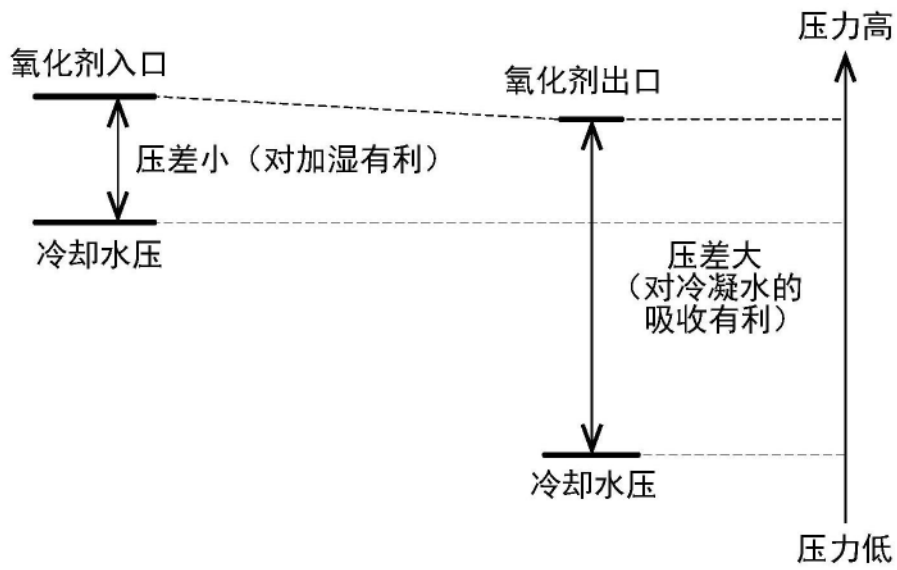 压力高
氧化剂入口
氧化剂出口
压差小（对加湿有利）
冷却水压
压差大
（对冷凝水的
吸收有利）
冷却水压
压力低